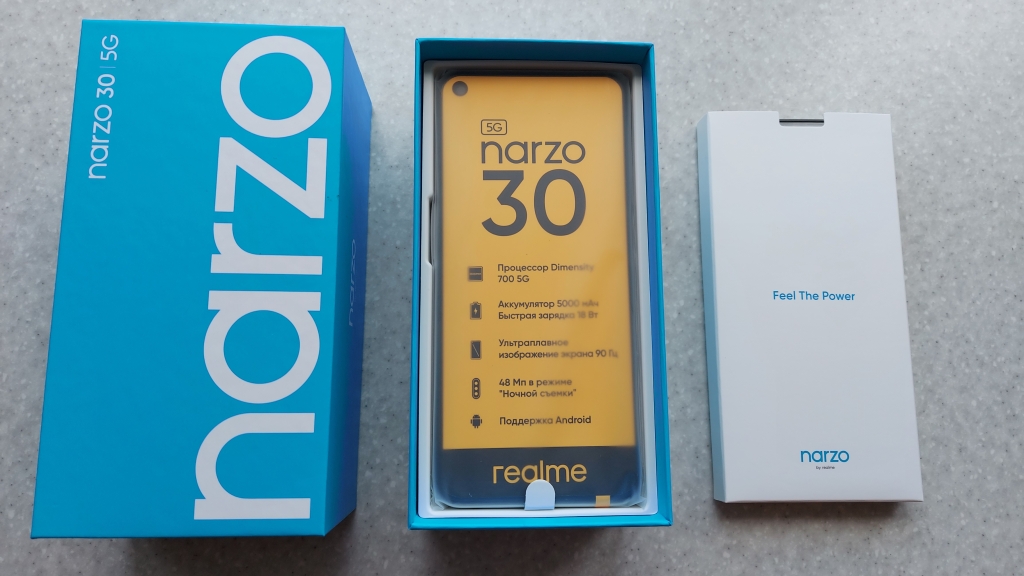 narzo 30 | 5G
narzo
narzo
5G
narzo
30
Процессор Dimensity
700 5G
Аккумулятор 5000 мАч
Быстрая зарядка 18 Вт
Ультраплавное
изображение экрана 90 Гц
48 Мп в режиме
"Ночной съемки"
Поддержка Android
realme
Feel The Power
narzo
by realme